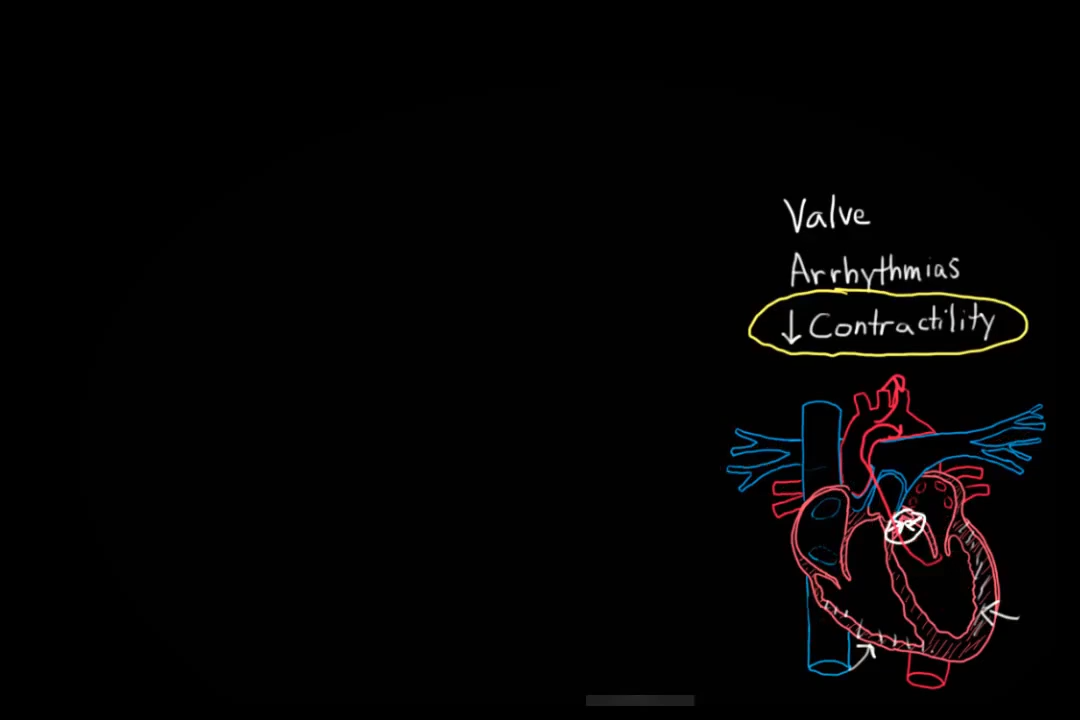 Valve
Arrhythmias
↓ Contractility